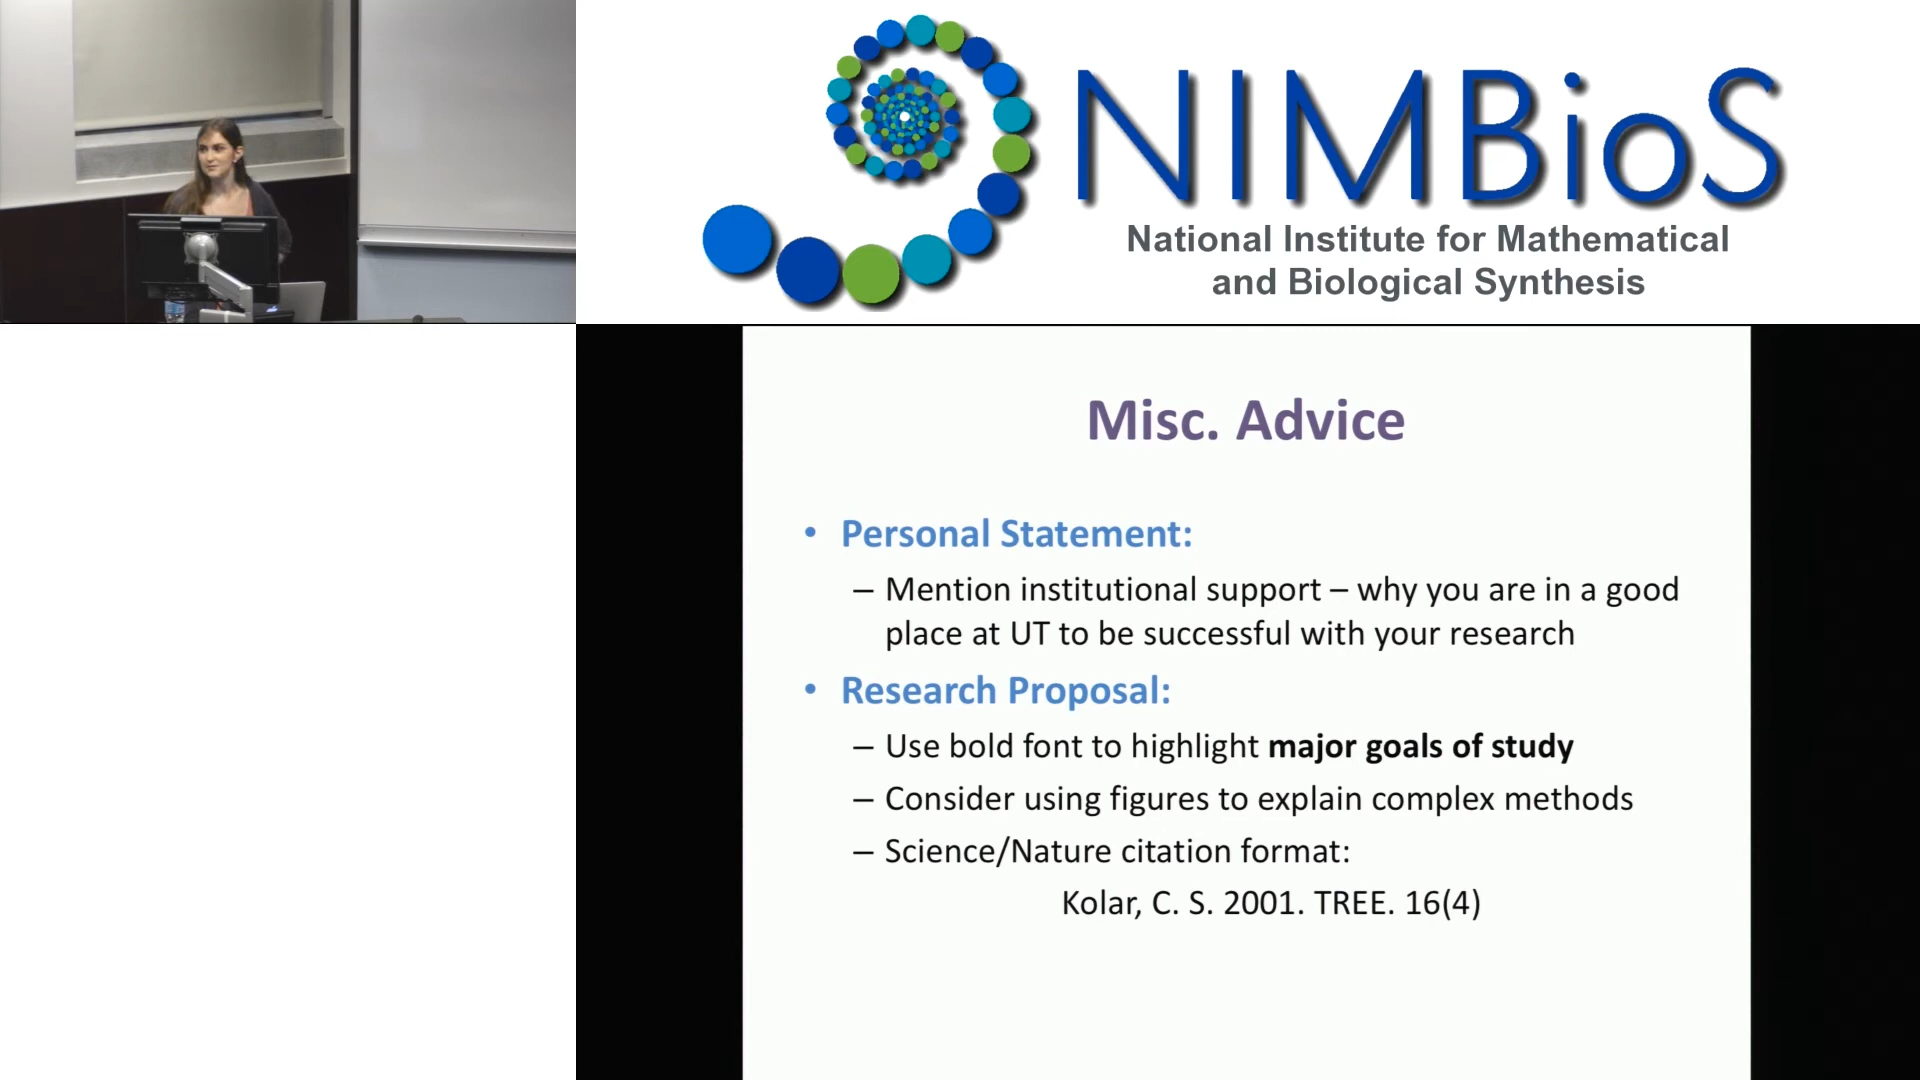 NIMBioS
National Institute for Mathematical
and Biological Synthesis
Misc. Advice
• Personal Statement:
– Mention institutional support – why you are in a good
place at UT to be successful with your research
• Research Proposal:
– Use bold font to highlight major goals of study
– Consider using figures to explain complex methods
– Science/Nature citation format:
Kolar, C. S. 2001. TREE. 16(4)